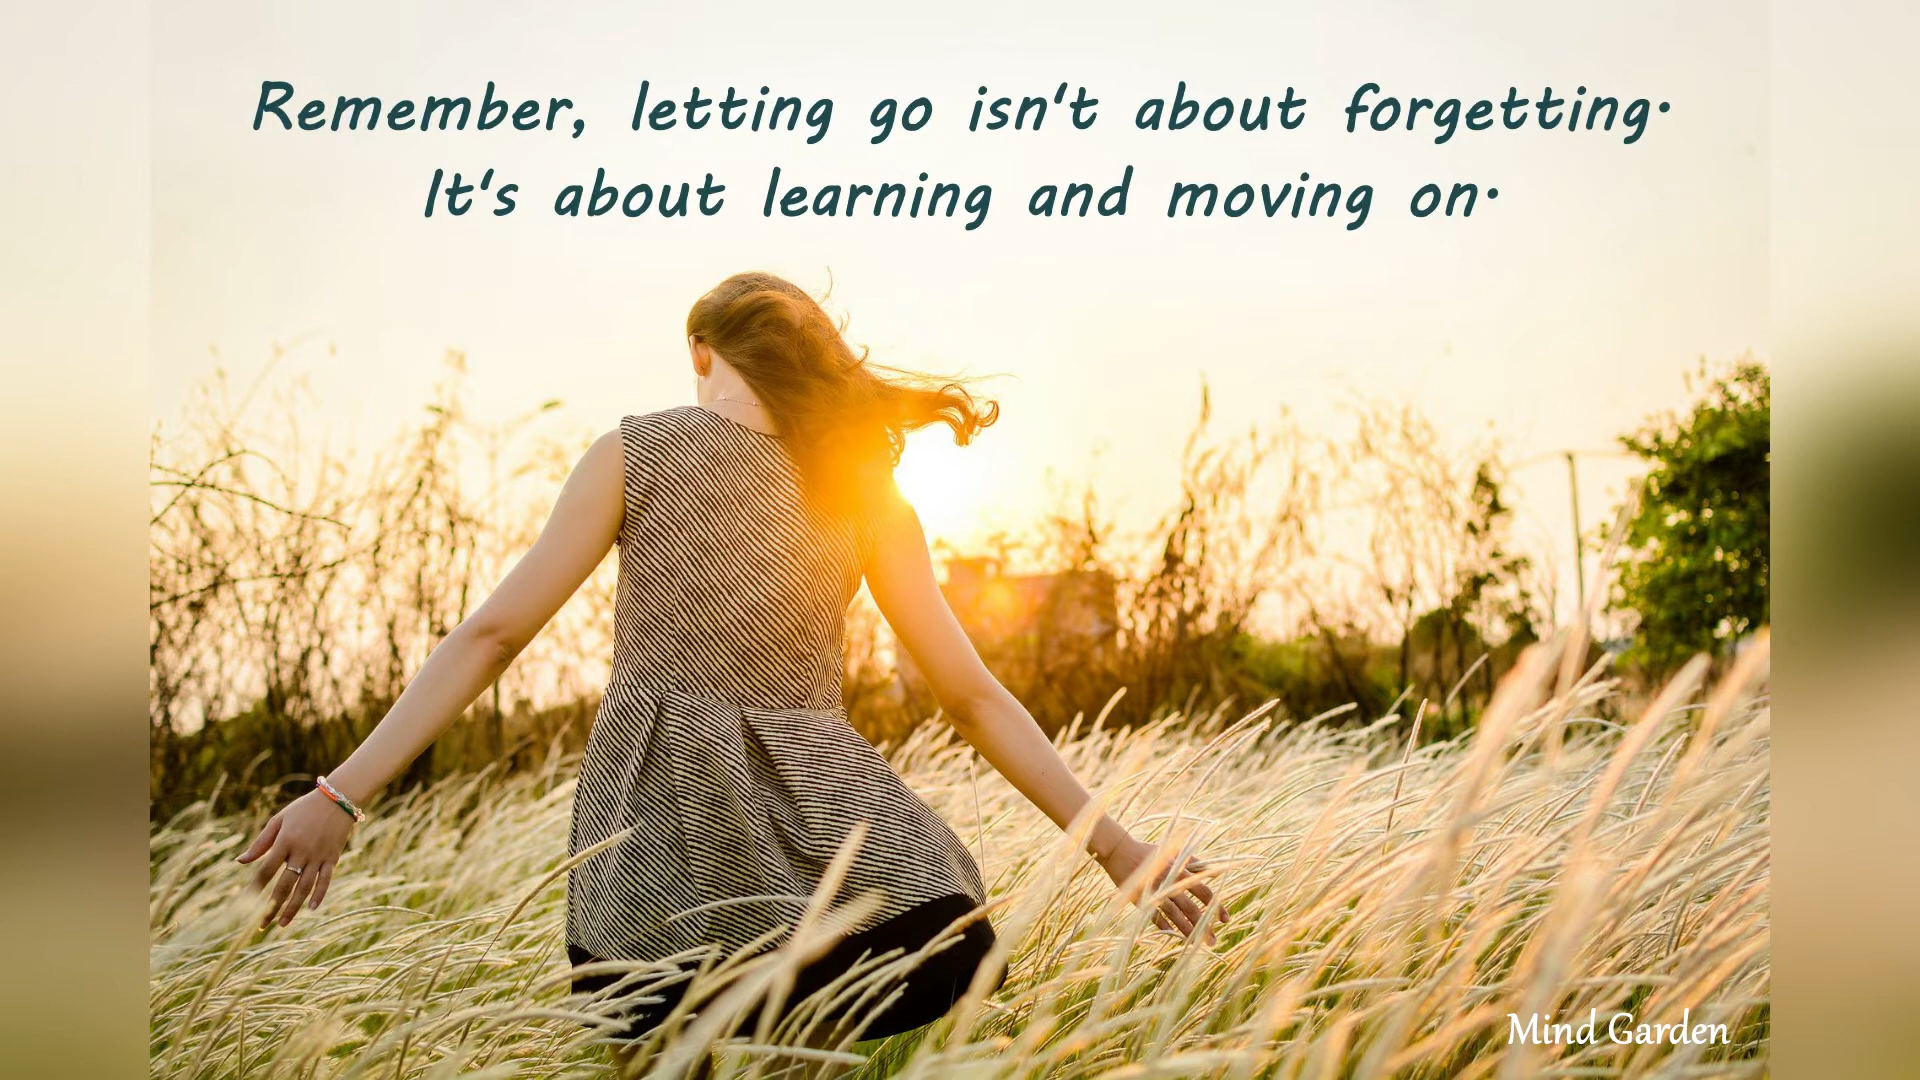 Remember, letting go isn't about forgetting.
It's about learning and moving on.
Mind Garden